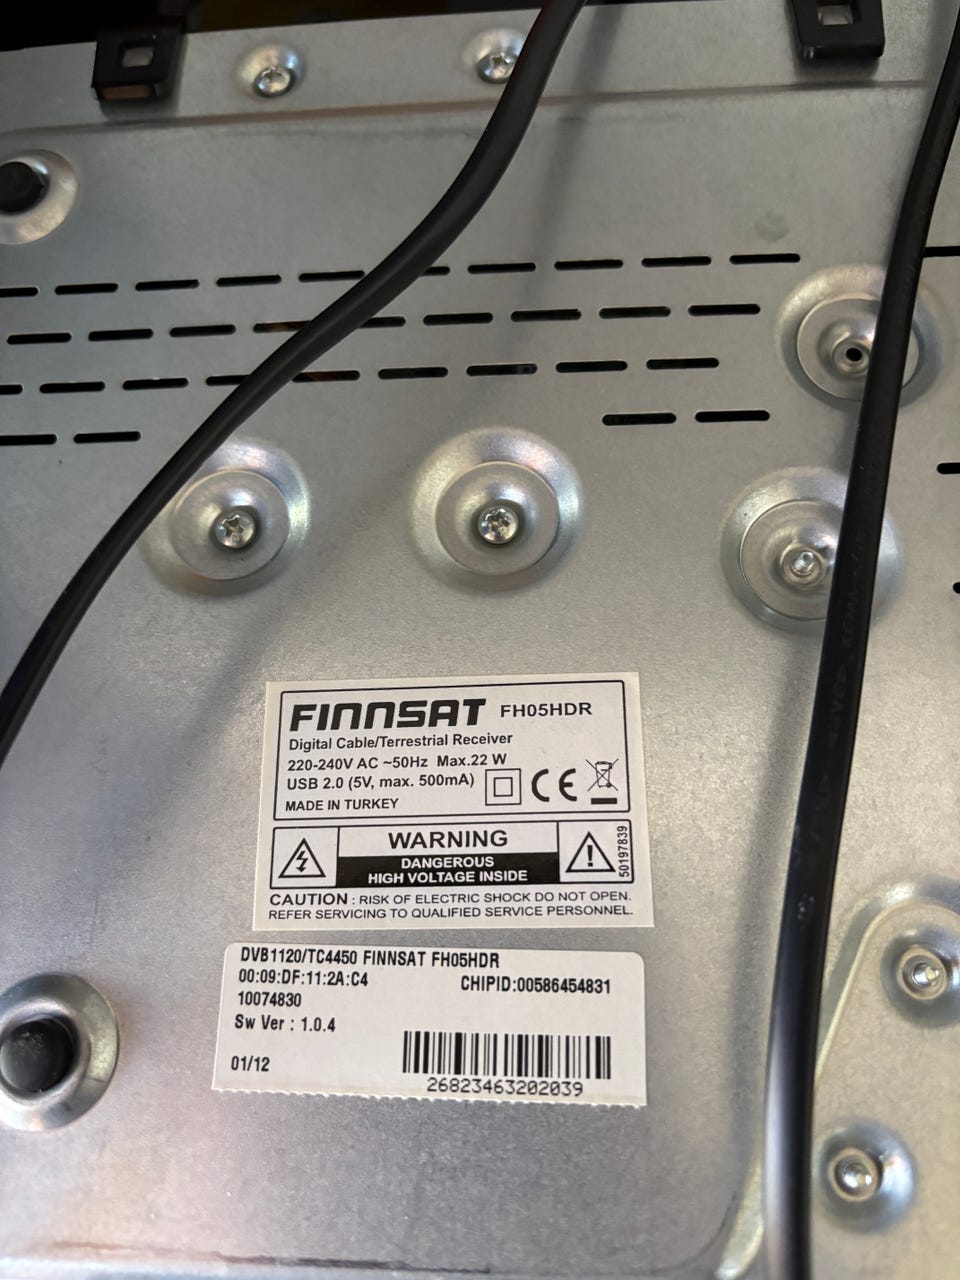 FINNSAT FH05HDR
Digital Cable/Terrestrial Receiver
220-240V AC ~50Hz Max.22 W
USB 2.0 (5V, max. 500mA)
CE
MADE IN TURKEY
WARNING
DANGEROUS
HIGH VOLTAGE INSIDE
50197839
CAUTION : RISK OF ELECTRIC SHOCK DO NOT OPEN.
REFER SERVICING TO QUALIFIED SERVICE PERSONNEL.
DVB1120/TC4450 FINNSAT FH05HDR
00:09:DF:11:2A:C4 CHIPID:00586454831
10074830
Sw Ver : 1.0.4
01/12
26823463202039